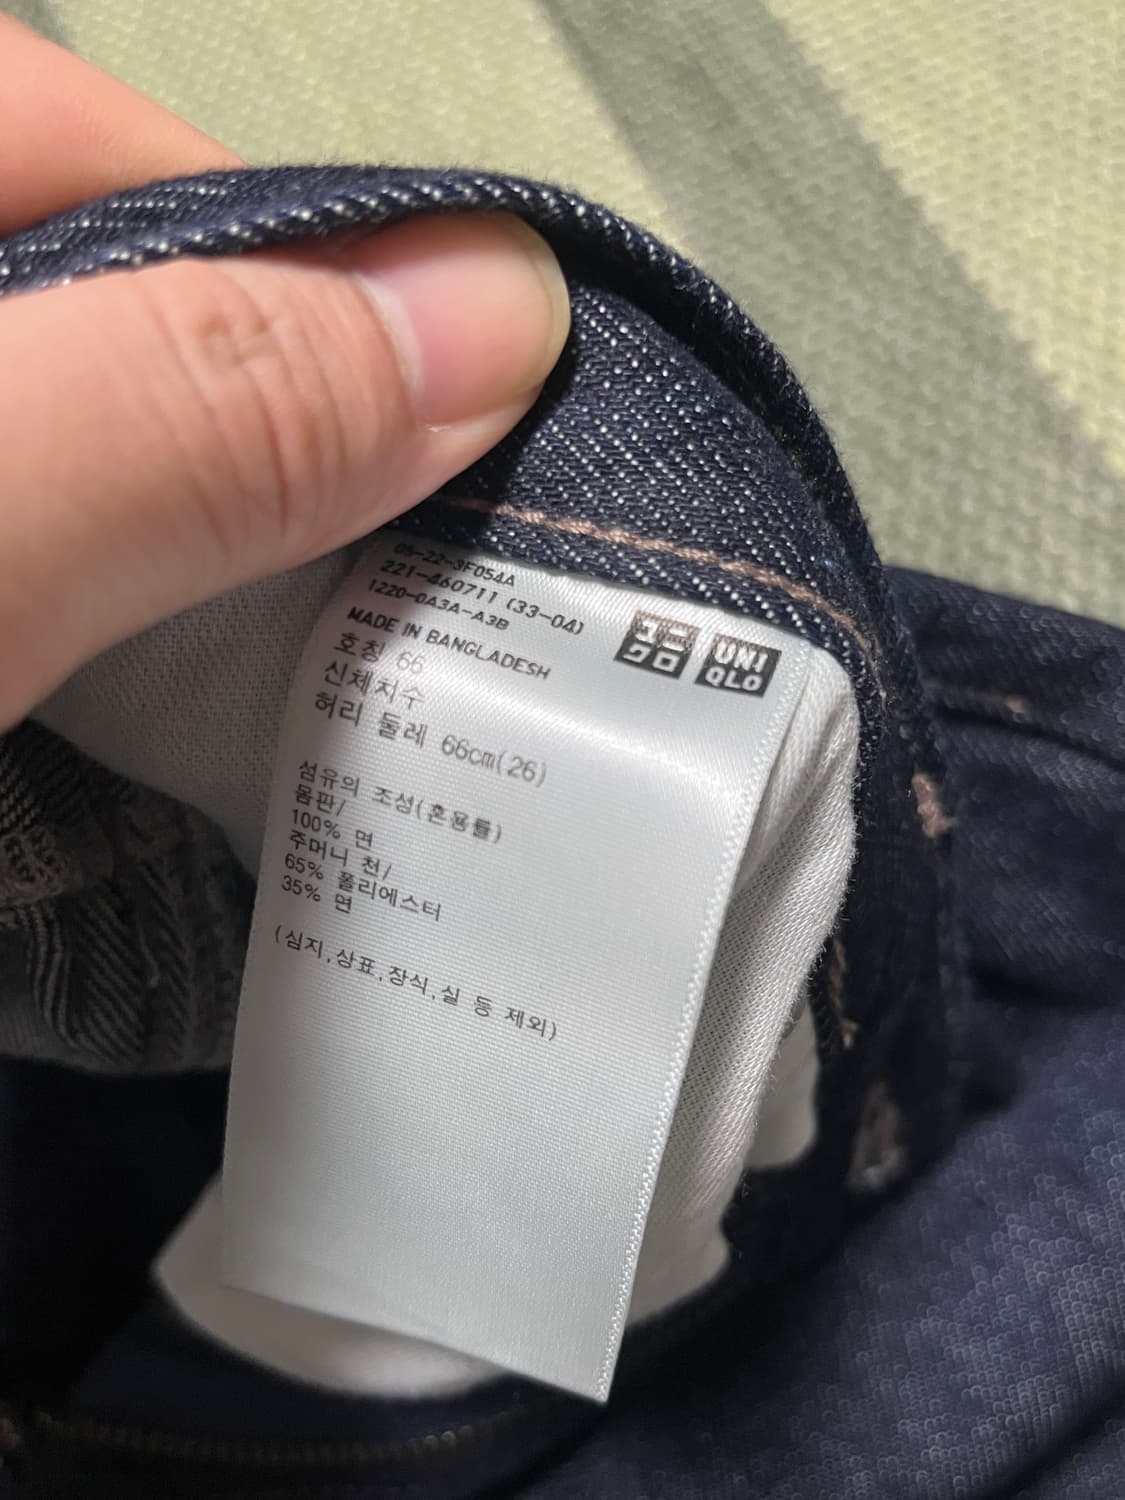 05-22-3F054A
221-460711 (33-04)
1220-0A3A-A3B
MADE IN BANGLADESH
호칭 66
신체치수
허리 둘레 66cm(26)
섬유의 조성(혼용률)
몸판/
100% 면
주머니 천/
65% 폴리에스터
35% 면
(심지,상표,장식,실 등 제외)
ユニ
クロ
UNI
QLO